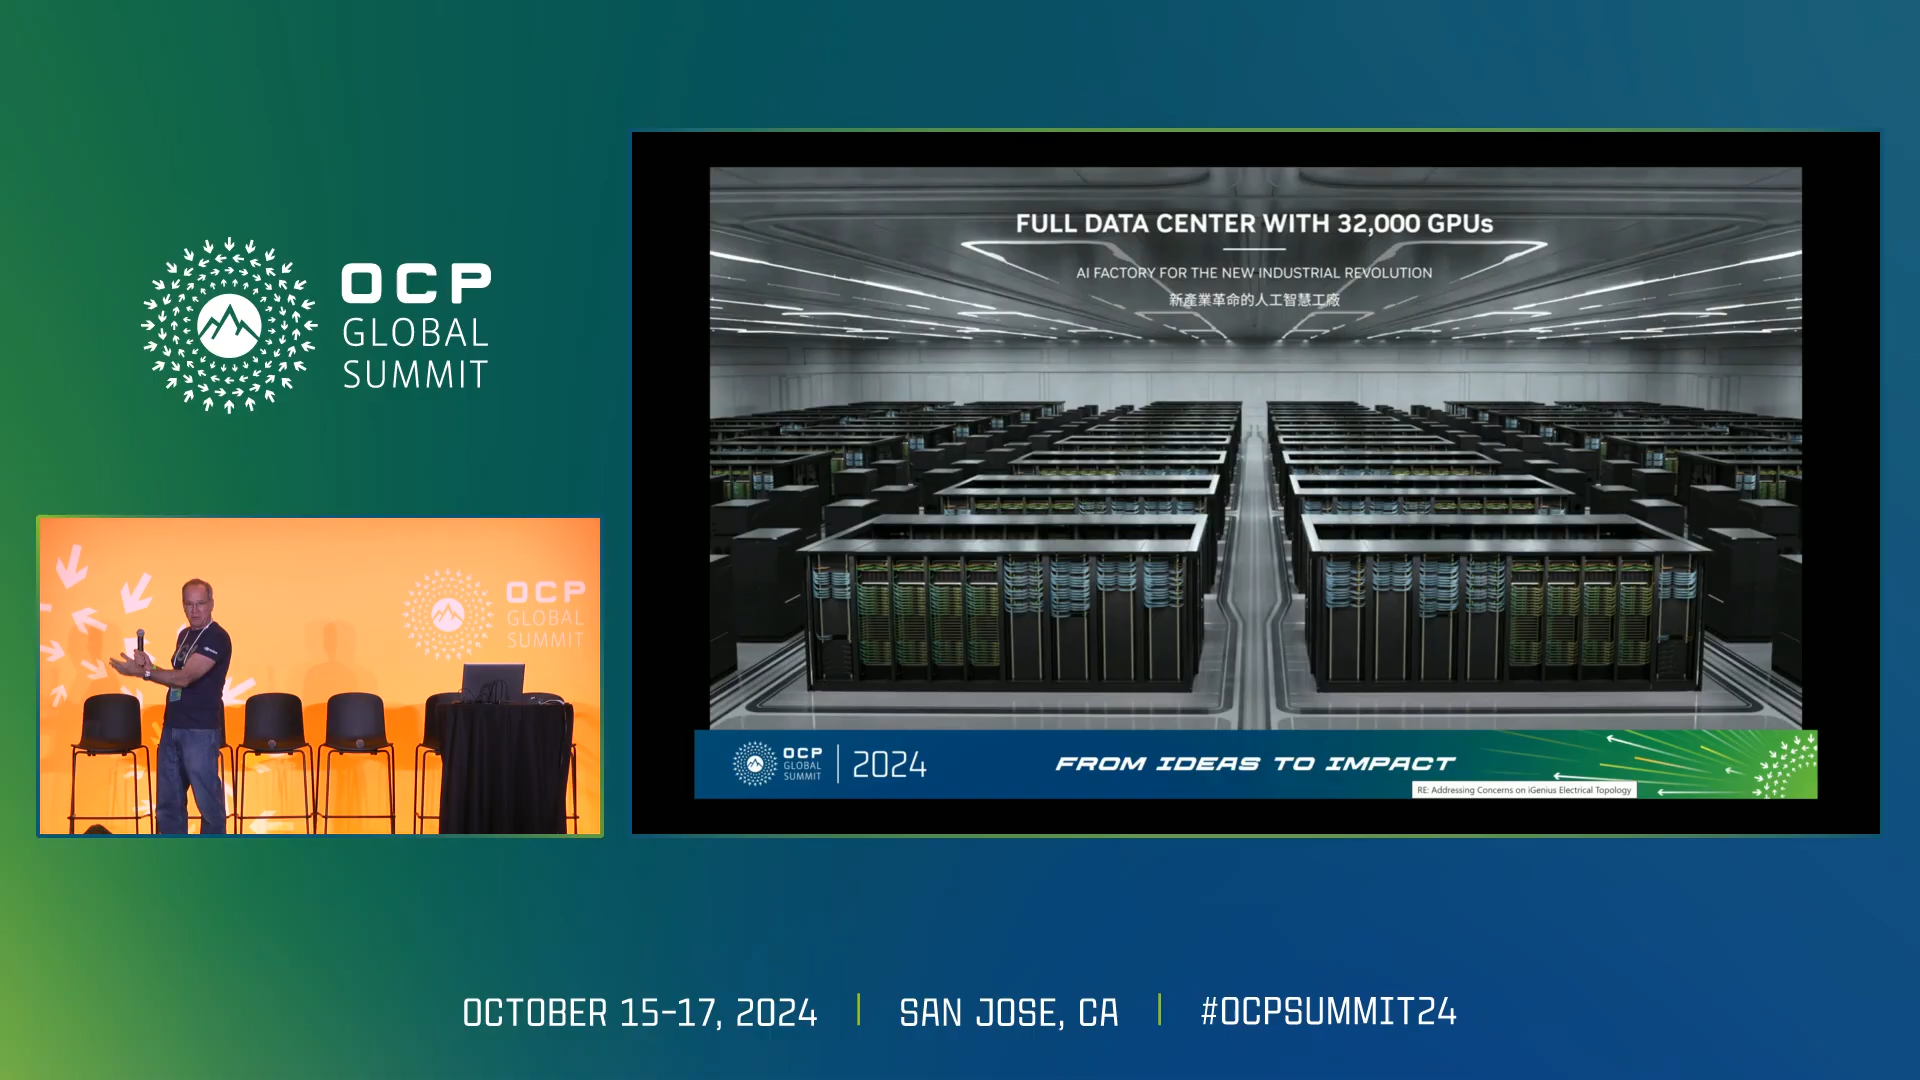 OCP
GLOBAL
SUMMIT
OCP
GLOBAL
SUMMIT
FULL DATA CENTER WITH 32,000 GPUs
AI FACTORY FOR THE NEW INDUSTRIAL REVOLUTION
新產業革命的人工智慧工廠
OCP
GLOBAL
SUMMIT
2024
FROM IDEAS TO IMPACT
RE: Addressing Concerns on iGenius Electrical Topology
OCTOBER 15-17, 2024
SAN JOSE, CA
#OCPSUMMIT24